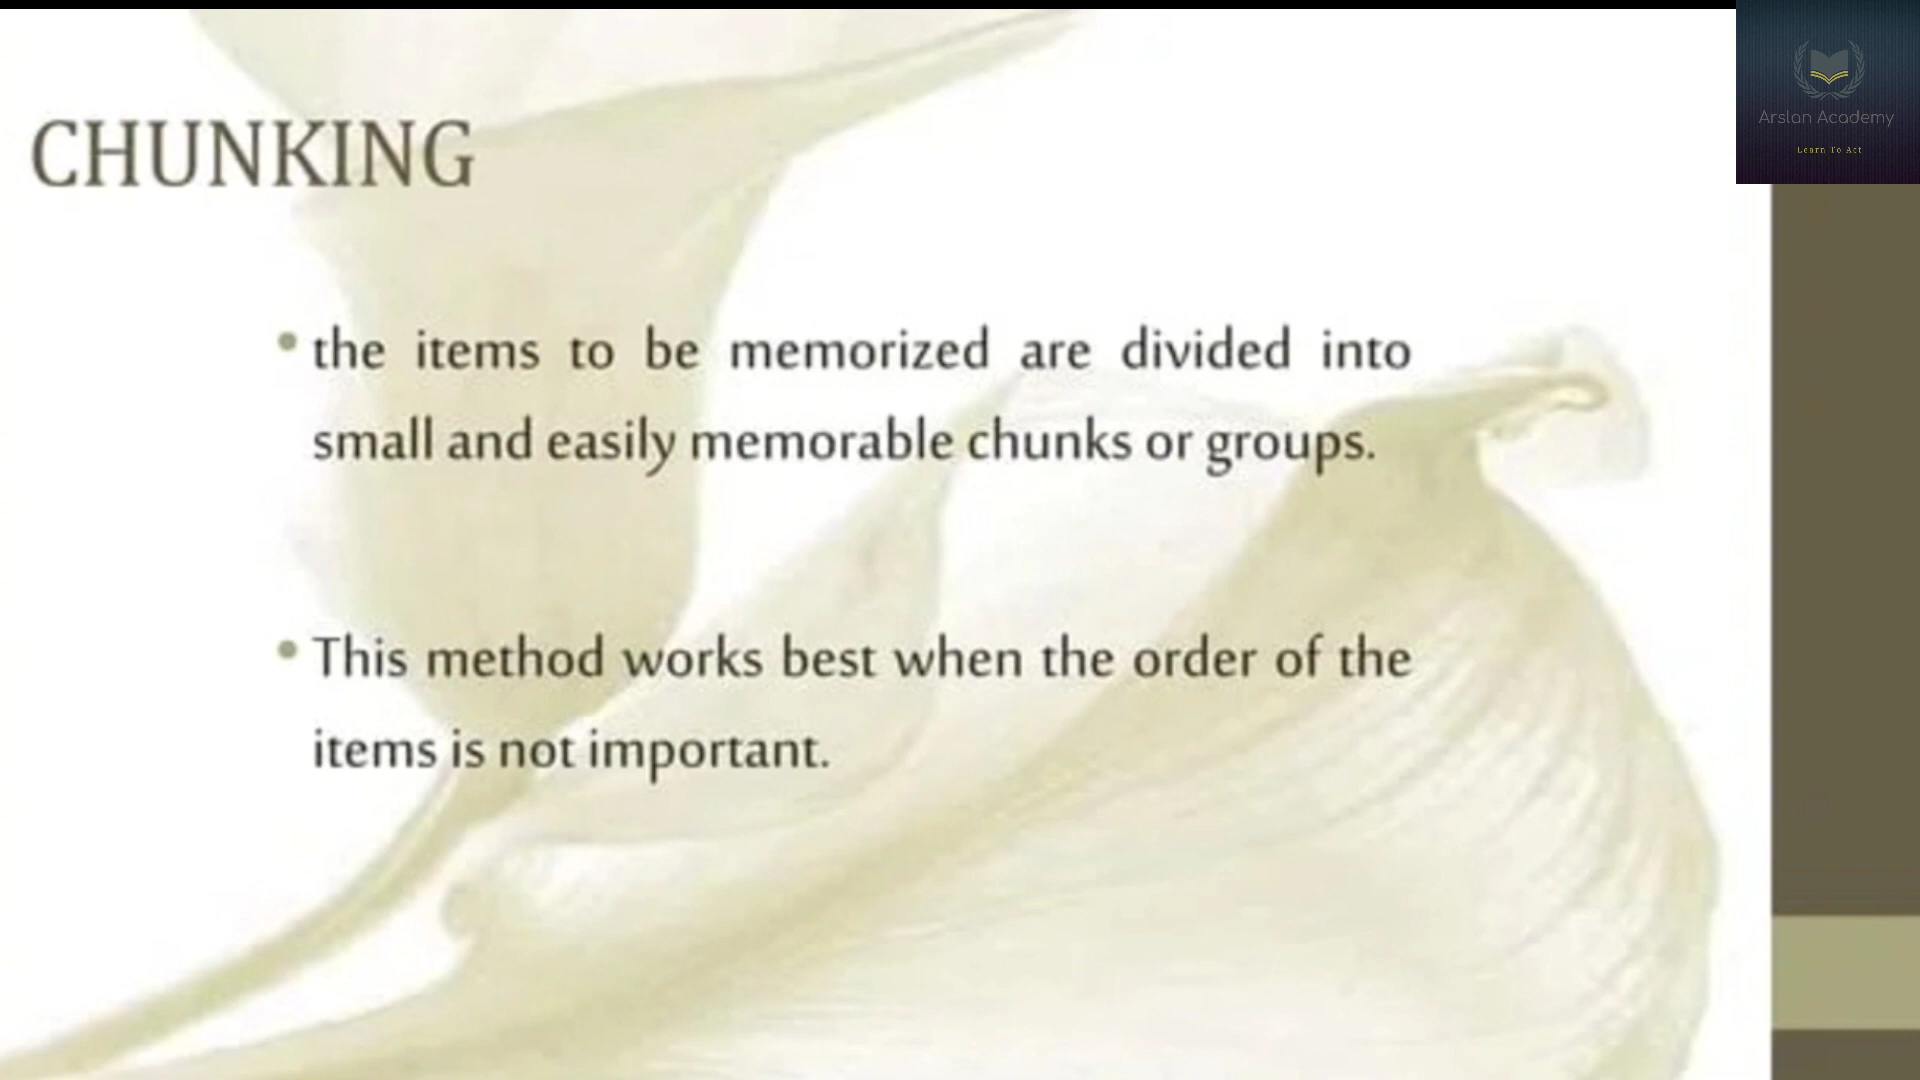 Arslan Academy
Learn To Act
CHUNKING
• the items to be memorized are divided into
small and easily memorable chunks or groups.
• This method works best when the order of the
items is not important.